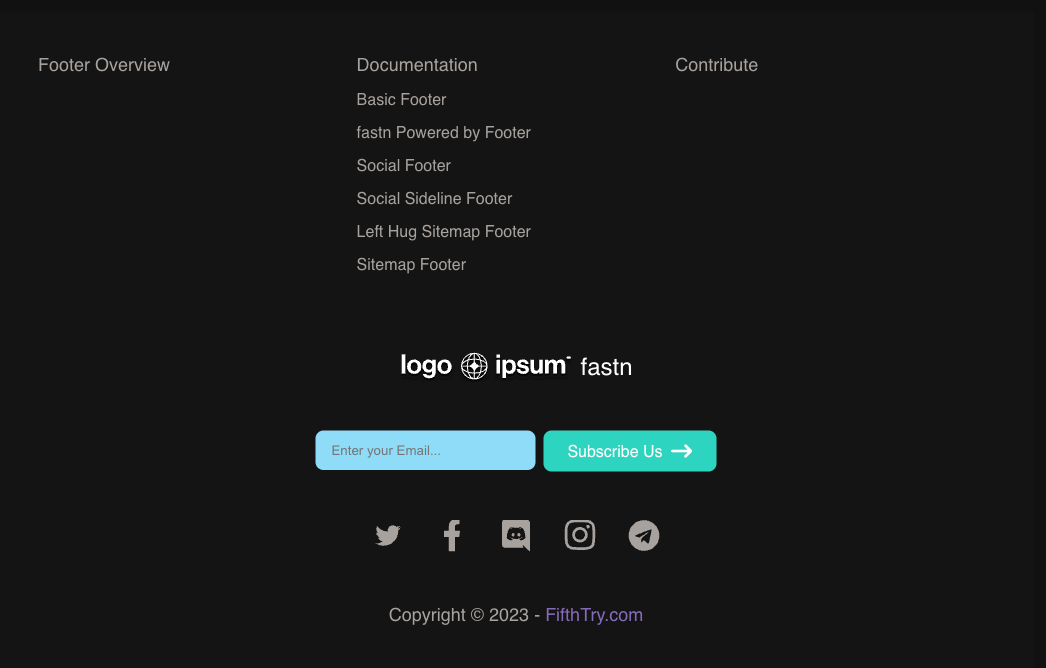 Footer Overview
Documentation
Basic Footer
fastn Powered by Footer
Social Footer
Social Sideline Footer
Left Hug Sitemap Footer
Sitemap Footer
Contribute
logo ipsum fastn
Enter your Email...
Subscribe Us
Copyright © 2023 - FifthTry.com